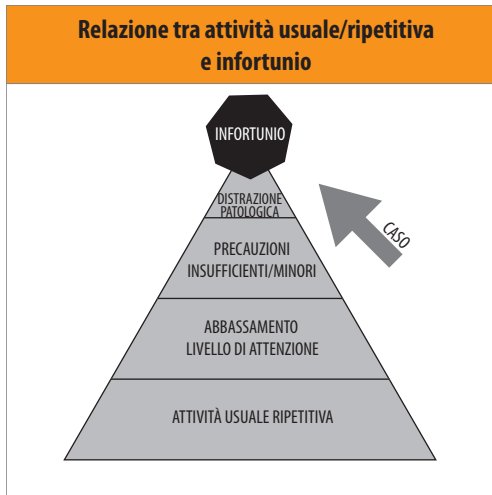 Relazione tra attività usuale/ripetitiva
e infortunio
INFORTUNIO
DISTRAZIONE
PATOLOGICA
CASO
PRECAUZIONI
INSUFFICIENTI/MINORI
ABBASSAMENTO
LIVELLO DI ATTENZIONE
ATTIVITÀ USUALE RIPETITIVA